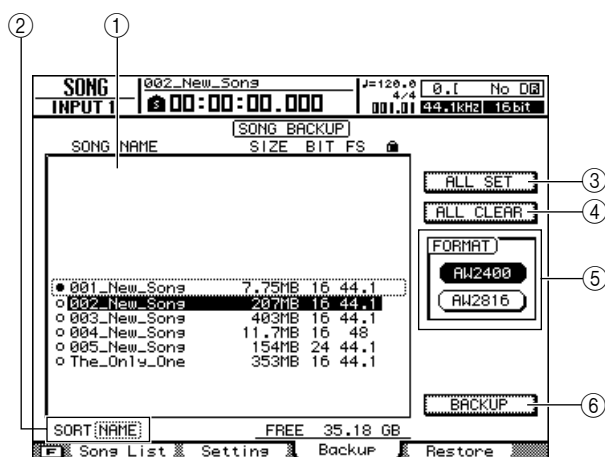 ② ①
SONG 002_New_Song ♩=120.0 0.[ No D
4/4
INPUT 1 00:00:00.000 001.01 44.1kHz 16bit
SONG BACKUP
SONG NAME SIZE BIT FS
ALL SET ③
ALL CLEAR ④
FORMAT
AW2400 ⑤
AW2816
001_New_Song 7.75MB 16 44.1
002_New_Song 207MB 16 44.1
003_New_Song 403MB 16 44.1
004_New_Song 11.7MB 16 48
005_New_Song 154MB 24 44.1
The_Only_One 353MB 16 44.1
BACKUP ⑥
SORT NAME FREE 35.18 GB
F Song List Setting Backup Restore